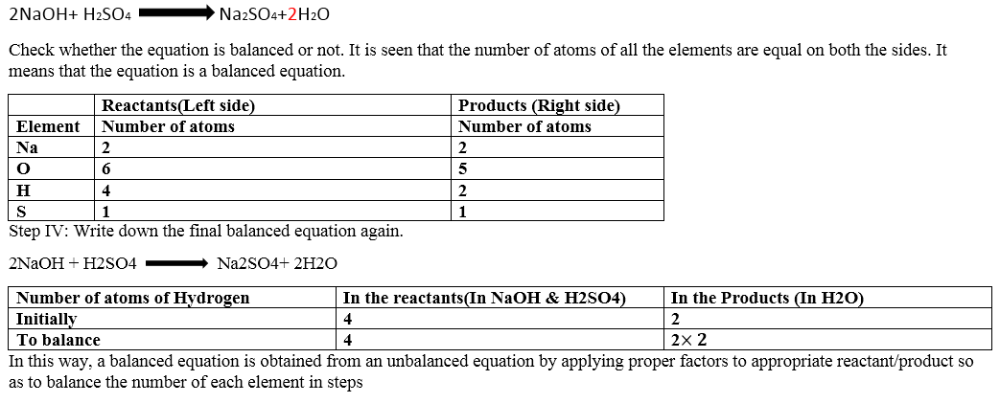 2NaOH+ H2SO4 → Na2SO4+2H2O
Check whether the equation is balanced or not. It is seen that the number of atoms of all the elements are equal on both the sides. It
means that the equation is a balanced equation.
Reactants(Left side) Products (Right side)
Element Number of atoms Number of atoms
Na 2 2
O 6 5
H 4 2
S 1 1
Step IV: Write down the final balanced equation again.
2NaOH + H2SO4 → Na2SO4+ 2H2O
Number of atoms of Hydrogen In the reactants(In NaOH & H2SO4) In the Products (In H2O)
Initially 4 2
To balance 4 2× 2
In this way, a balanced equation is obtained from an unbalanced equation by applying proper factors to appropriate reactant/product so
as to balance the number of each element in steps